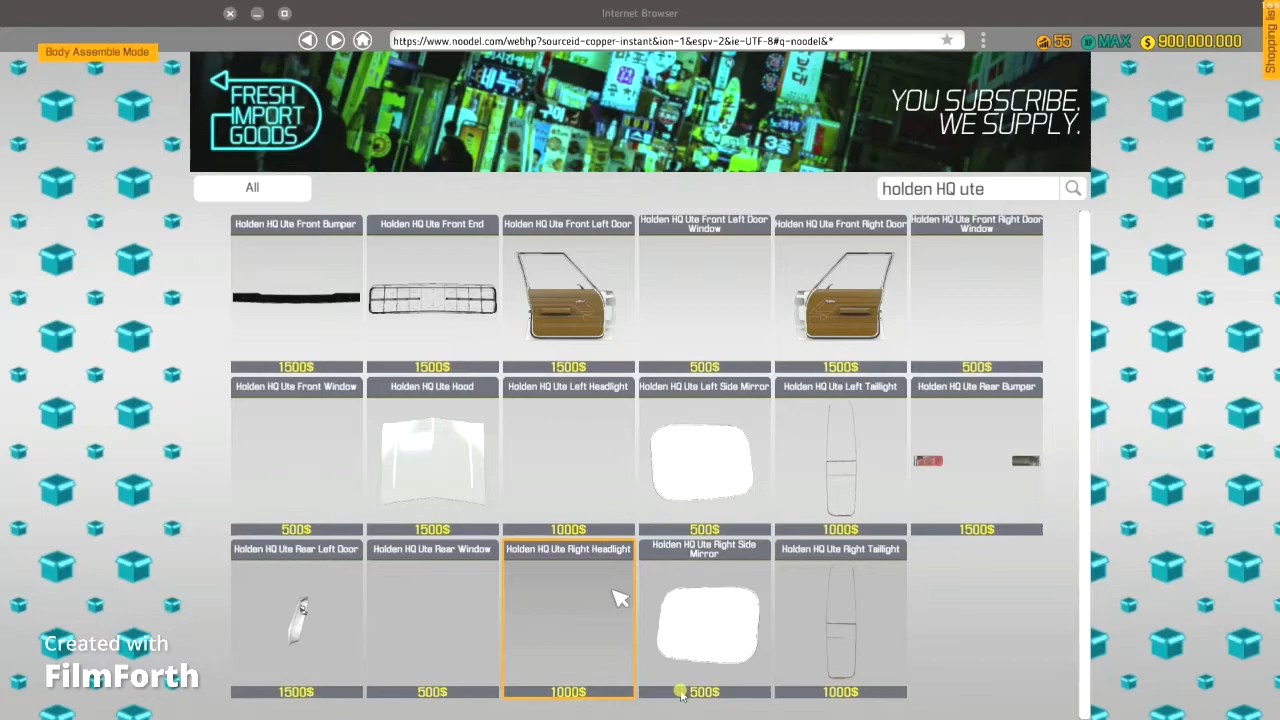 Internet Browser
Shopping list
https://www.noodel.com/webhp?sourceid-copper-instant&ion-1&espv-2&ie-UTF-8#q-noodel&*
Body Assemble Mode
55
XP MAX
$ 900,000,000
FRESH
IMPORT
GOODS
YOU SUBSCRIBE.
WE SUPPLY.
All
holden HQ ute
Holden HQ Ute Front Bumper
Holden HQ Ute Front End
Holden HQ Ute Front Left Door
Holden HQ Ute Front Left Door
Window
Holden HQ Ute Front Right Door
Holden HQ Ute Front Right Door
Window
1500$
1500$
1500$
500$
1500$
500$
Holden HQ Ute Front Window
Holden HQ Ute Hood
Holden HQ Ute Left Headlight
Holden HQ Ute Left Side Mirror
Holden HQ Ute Left Taillight
Holden HQ Ute Rear Bumper
500$
1500$
1000$
500$
1000$
1500$
Holden HQ Ute Rear Left Door
Holden HQ Ute Rear Window
Holden HQ Ute Right Headlight
Holden HQ Ute Right Side
Mirror
Holden HQ Ute Right Taillight
1500$
500$
1000$
500$
1000$
Created with
FilmForth